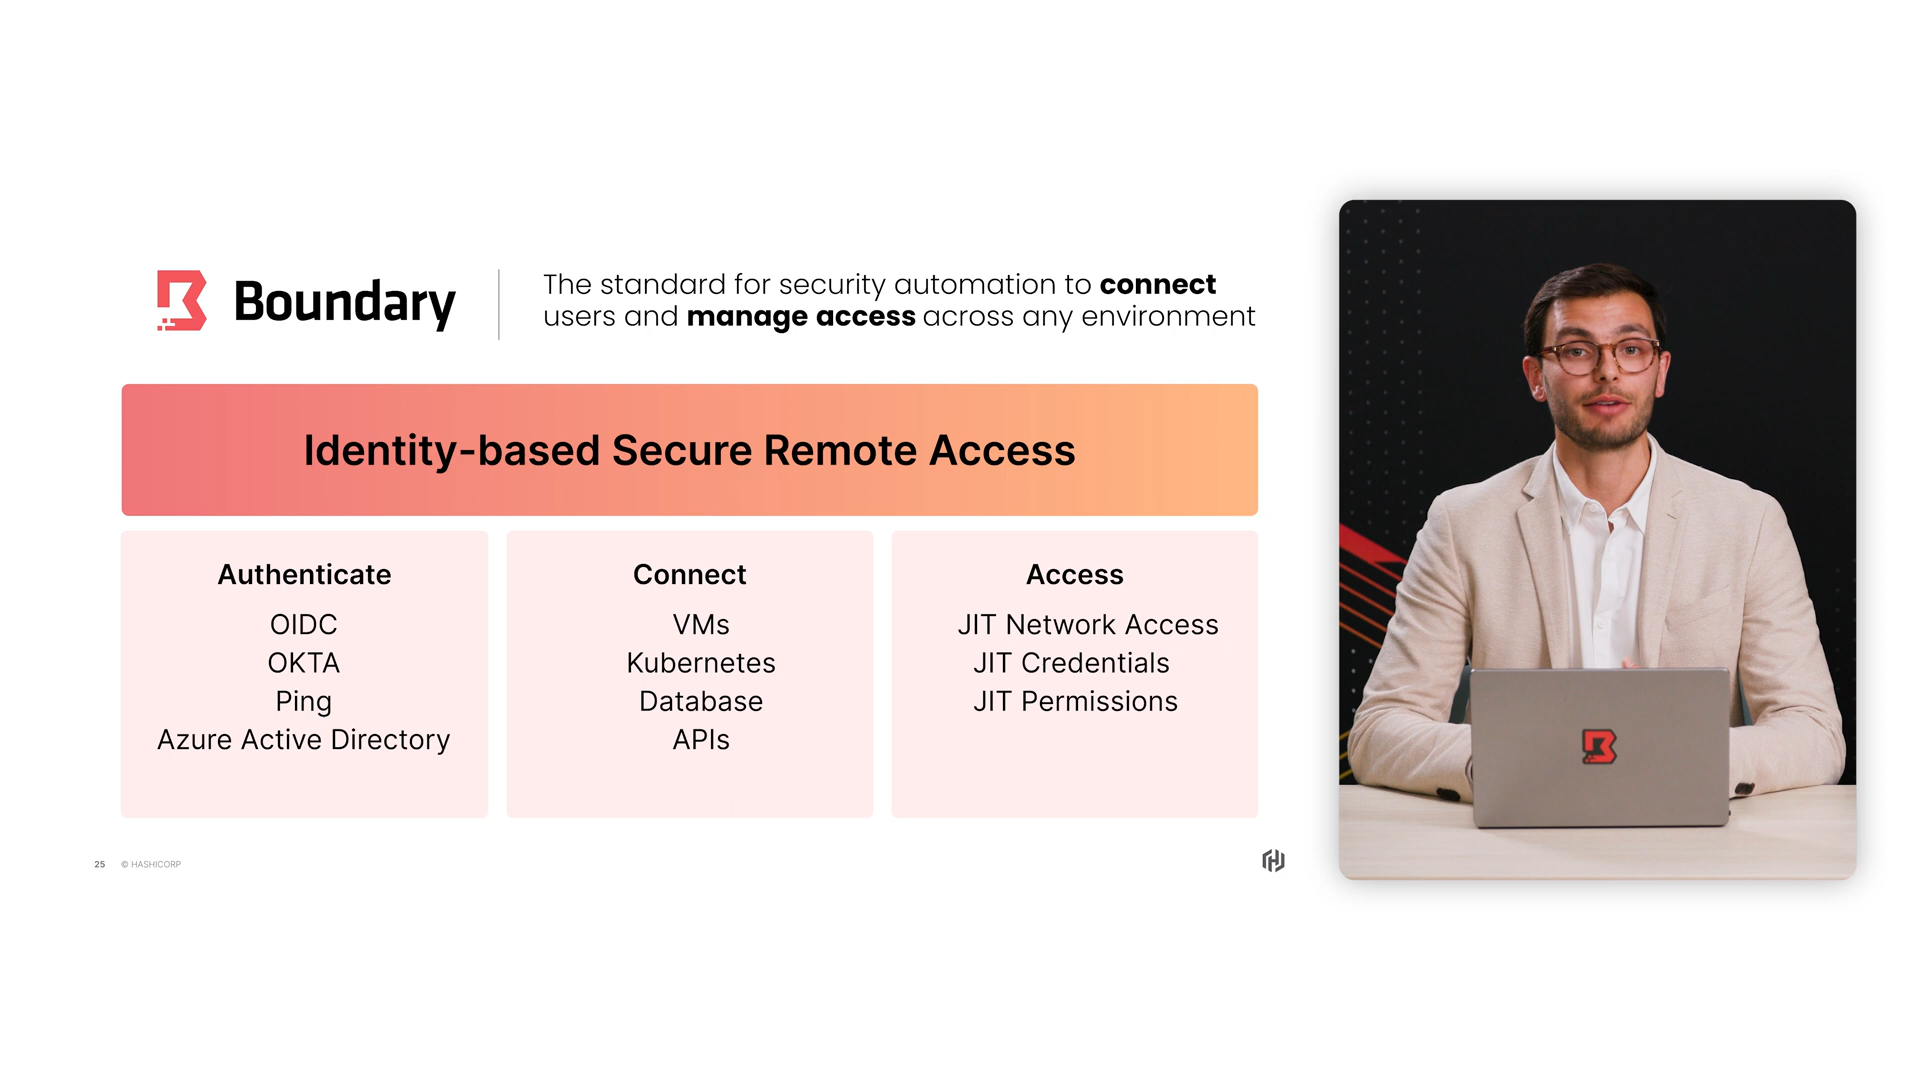 Boundary
The standard for security automation to connect
users and manage access across any environment
Identity-based Secure Remote Access
Authenticate
OIDC
OKTA
Ping
Azure Active Directory
Connect
VMs
Kubernetes
Database
APIs
Access
JIT Network Access
JIT Credentials
JIT Permissions
25 © HASHICORP